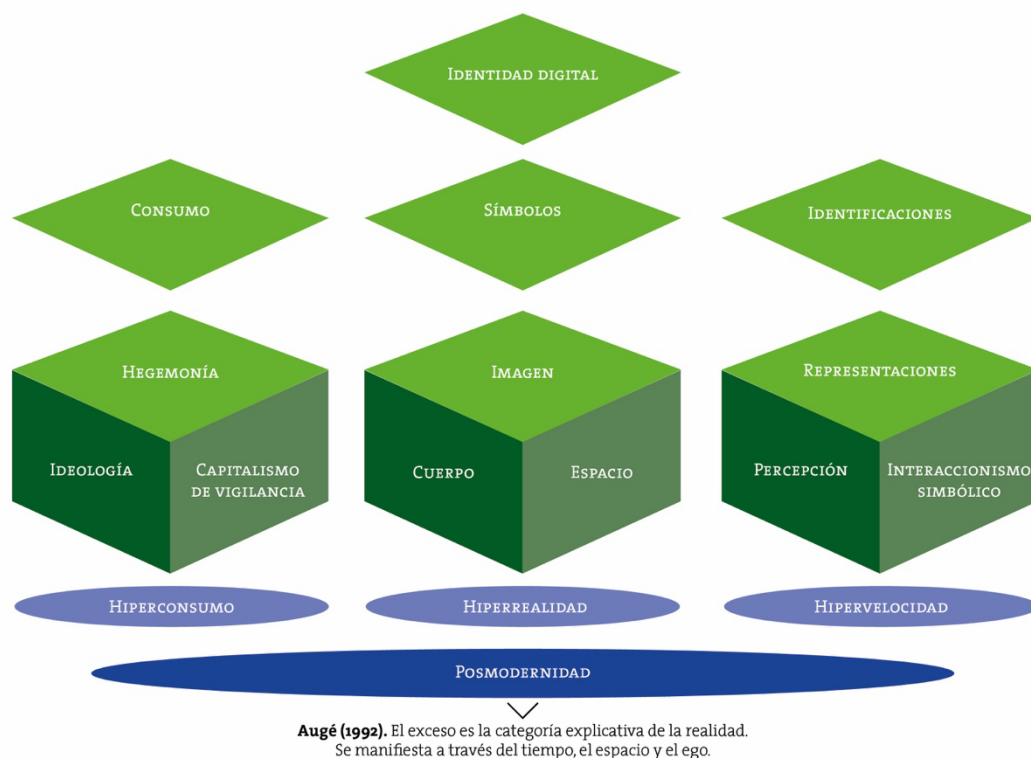 Identidad digital
Consumo
Símbolos
Identificaciones
Hegemonía
Imagen
Representaciones
Ideología
Capitalismo
de vigilancia
Cuerpo
Espacio
Percepción
Interaccionismo
simbólico
Hiperconsumo
Hiperrealidad
Hipervelocidad
Posmodernidad
Augé (1992). El exceso es la categoría explicativa de la realidad.
Se manifiesta a través del tiempo, el espacio y el ego.